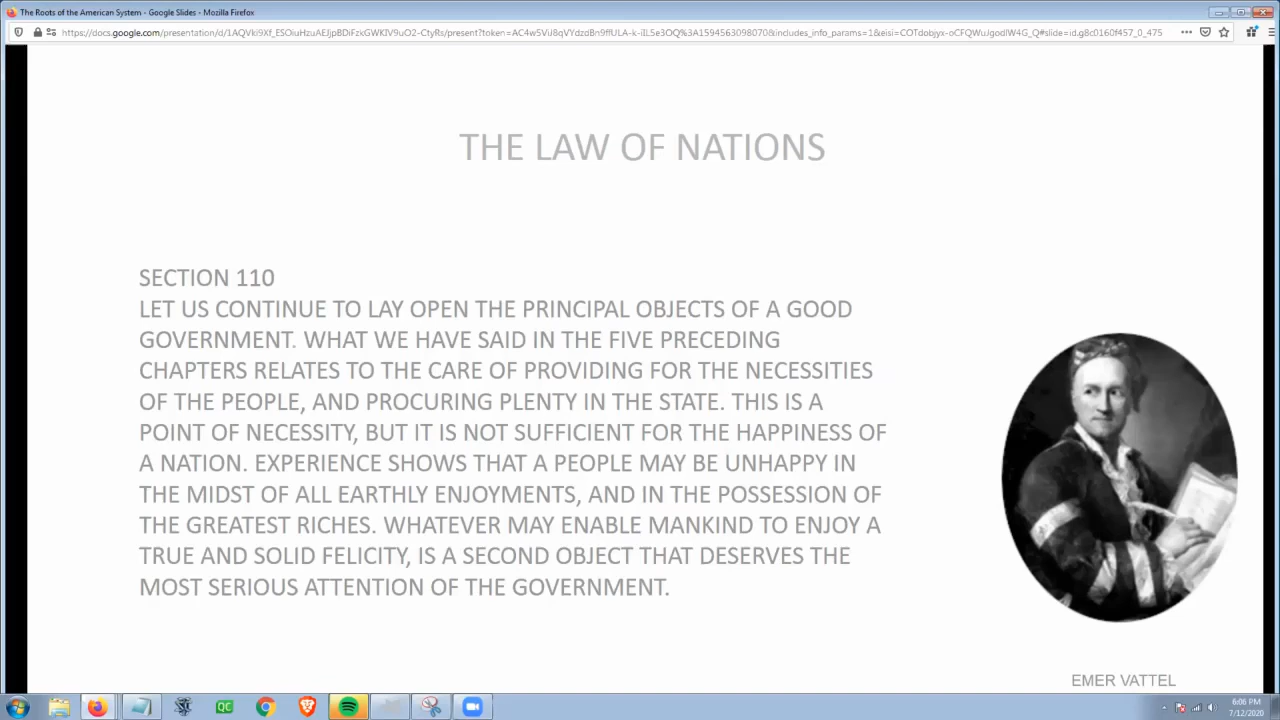 The Roots of the American System - Google Slides - Mozilla Firefox
THE LAW OF NATIONS
SECTION 110
LET US CONTINUE TO LAY OPEN THE PRINCIPAL OBJECTS OF A GOOD
GOVERNMENT. WHAT WE HAVE SAID IN THE FIVE PRECEDING
CHAPTERS RELATES TO THE CARE OF PROVIDING FOR THE NECESSITIES
OF THE PEOPLE, AND PROCURING PLENTY IN THE STATE. THIS IS A
POINT OF NECESSITY, BUT IT IS NOT SUFFICIENT FOR THE HAPPINESS OF
A NATION. EXPERIENCE SHOWS THAT A PEOPLE MAY BE UNHAPPY IN
THE MIDST OF ALL EARTHLY ENJOYMENTS, AND IN THE POSSESSION OF
THE GREATEST RICHES. WHATEVER MAY ENABLE MANKIND TO ENJOY A
TRUE AND SOLID FELICITY, IS A SECOND OBJECT THAT DESERVES THE
MOST SERIOUS ATTENTION OF THE GOVERNMENT.
EMER VATTEL
QC
6:06 PM
7/12/2020